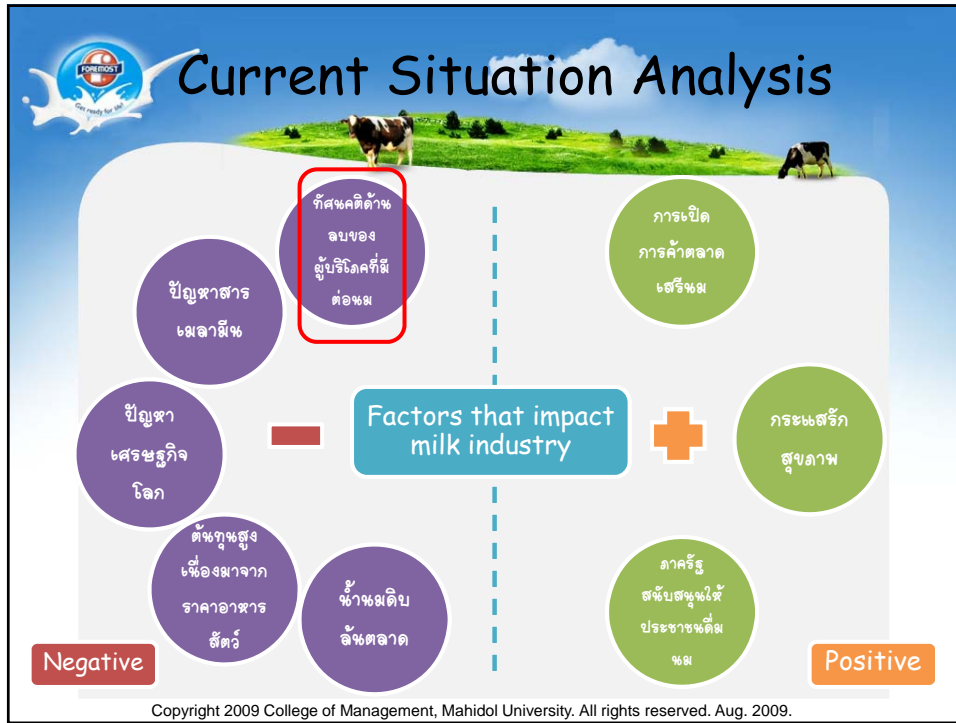 FOREMOST
Get ready for life!
Current Situation Analysis
ทัศนคติด้าน
ลบของ
ผู้บริโภคที่มี
ต่อนม
ปัญหาสาร
เมลามีน
ปัญหา
เศรษฐกิจ
โลก
ต้นทุนสูง
เนื่องมาจาก
ราคาอาหาร
สัตว์
น้ำนมดิบ
ล้นตลาด
Factors that impact
milk industry
การเปิด
การค้าตลาด
เสรีนม
กระแสรัก
สุขภาพ
ภาครัฐ
สนับสนุนให้
ประชาชนดื่ม
นม
Negative
Positive
Copyright 2009 College of Management, Mahidol University. All rights reserved. Aug. 2009.